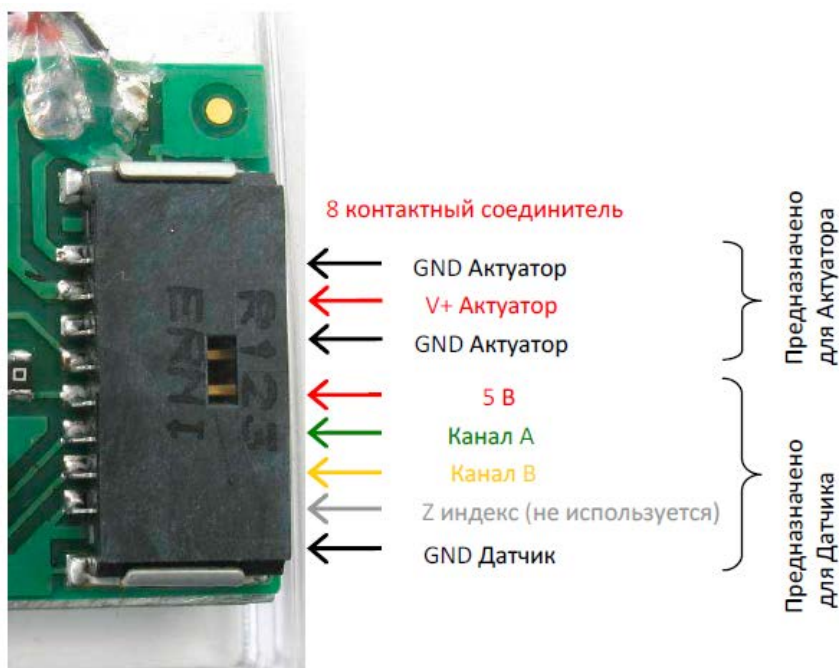 8 контактный соединитель
GND Актуатор
V+ Актуатор
GND Актуатор
5 В
Канал А
Канал В
Z индекс (не используется)
GND Датчик
Предназначено
для Актуатора
Предназначено
для Датчика
R123
ERNI